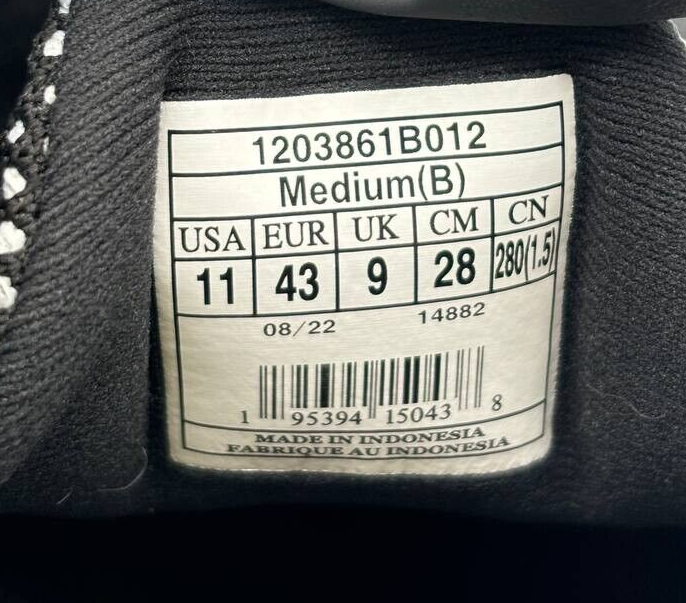 1203861B012
Medium(B)
USA EUR UK CM CN
11 43 9 28 280(1.5)
08/22 14882
1 95394 15043 8
MADE IN INDONESIA
FABRIQUE AU INDONESIA